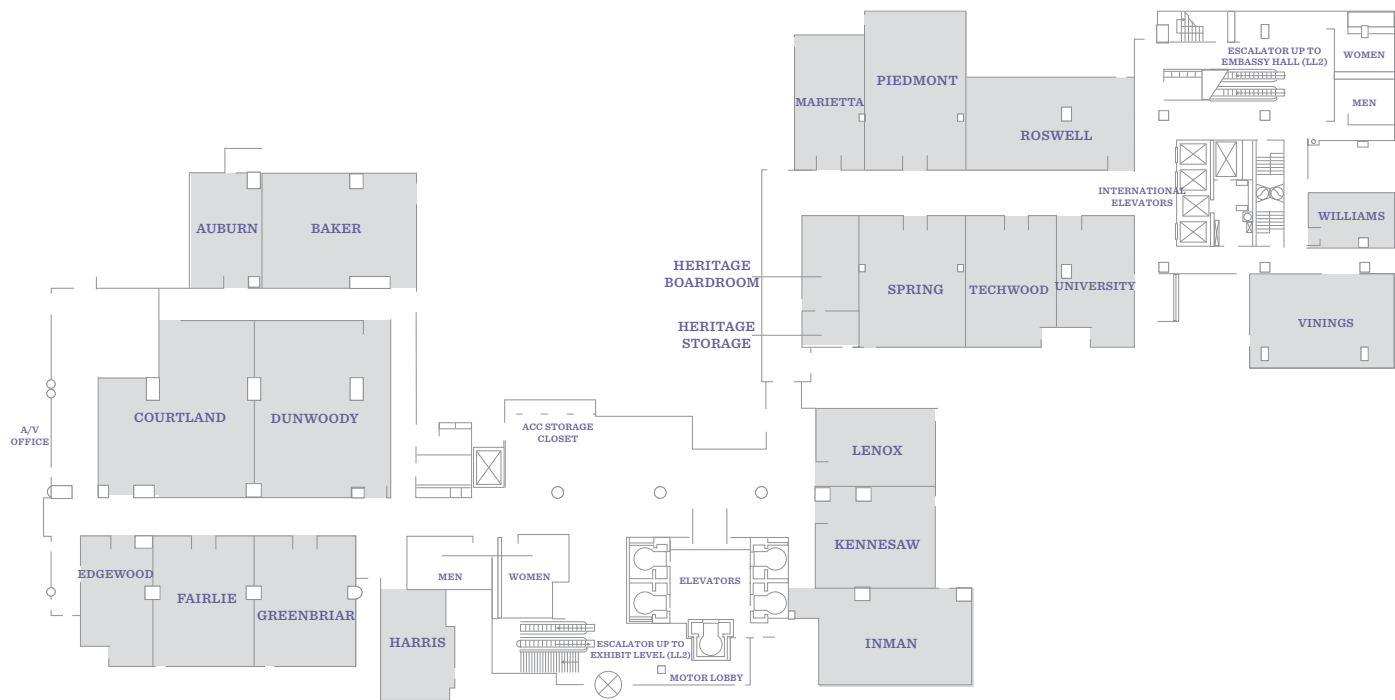 ESCALATOR UP TO
EMBASSY HALL (LL2)
WOMEN
MEN
PIEDMONT
MARIETTA
ROSWELL
INTERNATIONAL
ELEVATORS
WILLIAMS
AUBURN
BAKER
HERITAGE
BOARDROOM
SPRING
TECHWOOD
UNIVERSITY
HERITAGE
STORAGE
VININGS
COURTLAND
DUNWOODY
A/V
OFFICE
ACC STORAGE
CLOSET
LENOX
KENNESAW
EDGEWOOD
FAIRLIE
GREENBRIAR
MEN
WOMEN
ELEVATORS
HARRIS
ESCALATOR UP TO
EXHIBIT LEVEL (LL2)
MOTOR LOBBY
INMAN